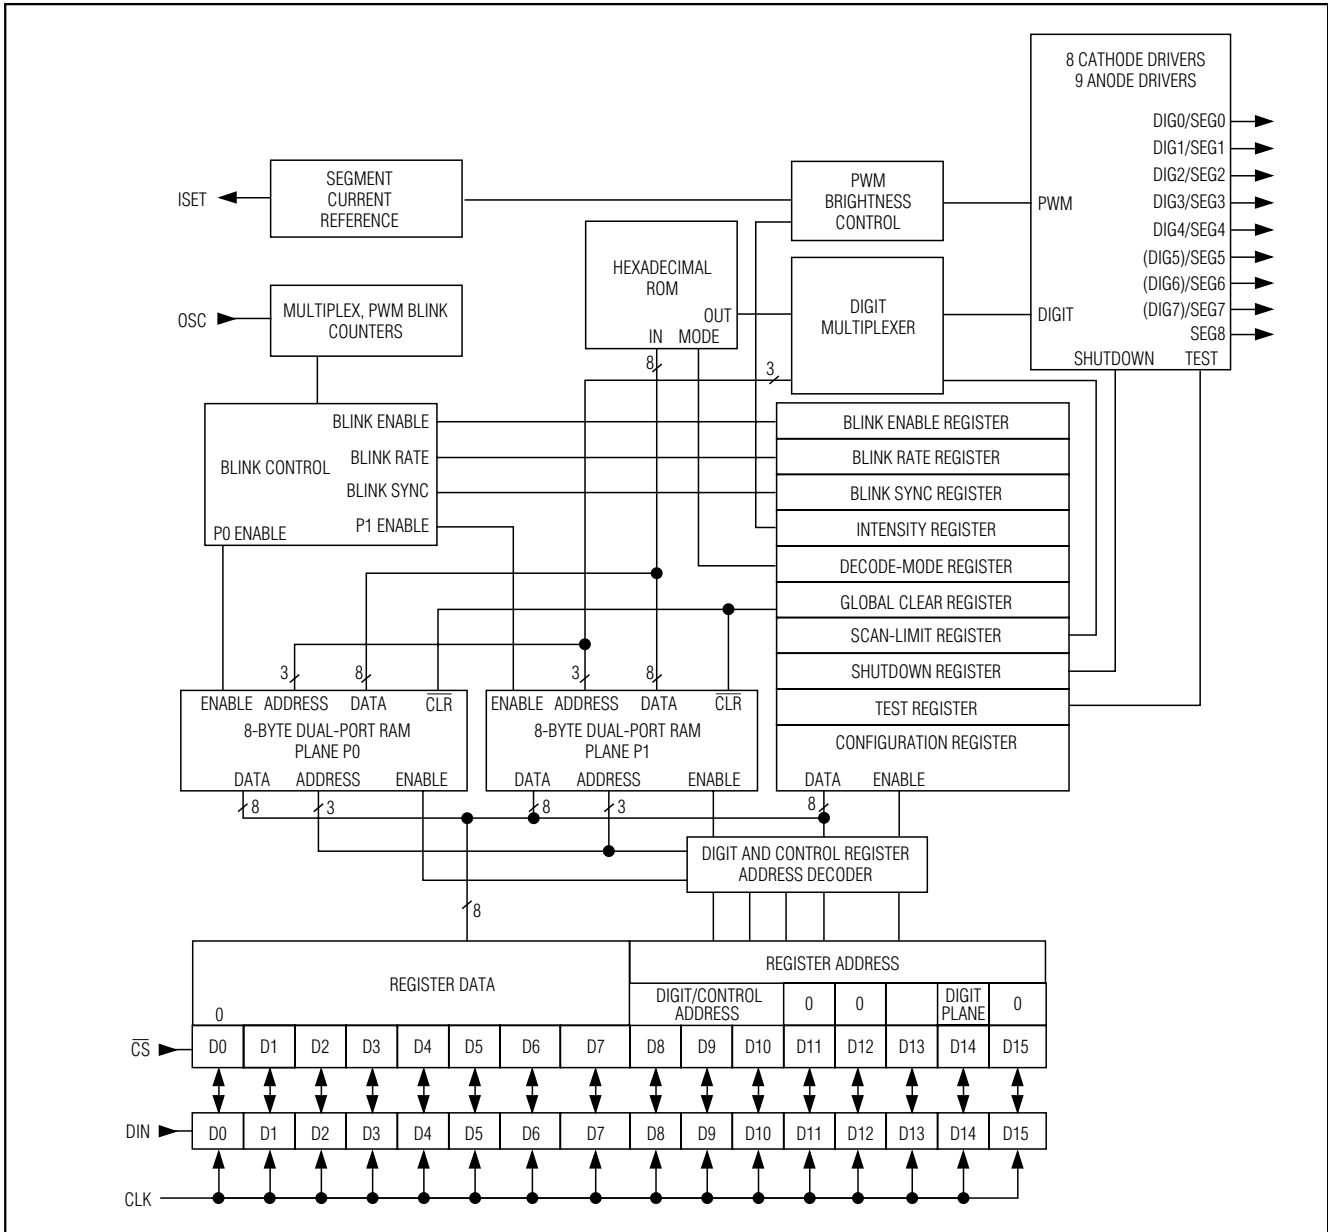 8 CATHODE DRIVERS
9 ANODE DRIVERS
DIG0/SEG0
DIG1/SEG1
DIG2/SEG2
DIG3/SEG3
DIG4/SEG4
(DIG5)/SEG5
(DIG6)/SEG6
(DIG7)/SEG7
SEG8
PWM
DIGIT
SHUTDOWN
TEST
ISET
SEGMENT
CURRENT
REFERENCE
PWM
BRIGHTNESS
CONTROL
HEXADECIMAL
ROM
OUT
IN
MODE
DIGIT
MULTIPLEXER
OSC
MULTIPLEX, PWM BLINK
COUNTERS
8
3
BLINK ENABLE
BLINK CONTROL
BLINK RATE
BLINK SYNC
P1 ENABLE
P0 ENABLE
BLINK ENABLE REGISTER
BLINK RATE REGISTER
BLINK SYNC REGISTER
INTENSITY REGISTER
DECODE-MODE REGISTER
GLOBAL CLEAR REGISTER
SCAN-LIMIT REGISTER
SHUTDOWN REGISTER
TEST REGISTER
CONFIGURATION REGISTER
DATA
ENABLE
8
3
8
3
8
ENABLE ADDRESS DATA CLR
8-BYTE DUAL-PORT RAM
PLANE P0
DATA ADDRESS ENABLE
8
3
ENABLE ADDRESS DATA CLR
8-BYTE DUAL-PORT RAM
PLANE P1
DATA ADDRESS ENABLE
8
3
DIGIT AND CONTROL REGISTER
ADDRESS DECODER
8
REGISTER DATA
0
REGISTER ADDRESS
DIGIT/CONTROL
ADDRESS
0
0
DIGIT
PLANE
0
CS
D0 D1 D2 D3 D4 D5 D6 D7 D8 D9 D10 D11 D12 D13 D14 D15
DIN
D0 D1 D2 D3 D4 D5 D6 D7 D8 D9 D10 D11 D12 D13 D14 D15
CLK